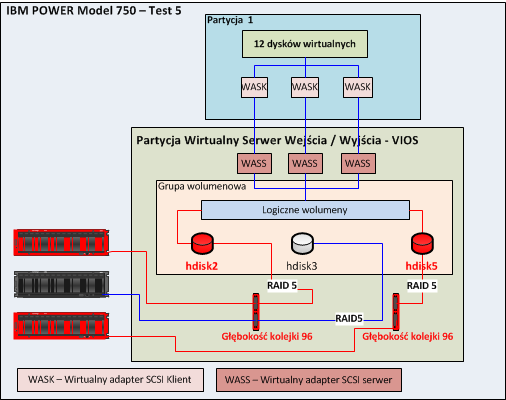 IBM POWER Model 750 – Test 5
Partycja 1
12 dysków wirtualnych
WASK WASK WASK
Partycja Wirtualny Serwer Wejścia / Wyjścia - VIOS
WASS WASS WASS
Grupa wolumenowa
Logiczne wolumeny
hdisk2 hdisk3 hdisk5
RAID 5 RAID 5
RAID5
Głębokość kolejki 96 Głębokość kolejki 96
WASK – Wirtualny adapter SCSI Klient
WASS – Wirtualny adapter SCSI serwer